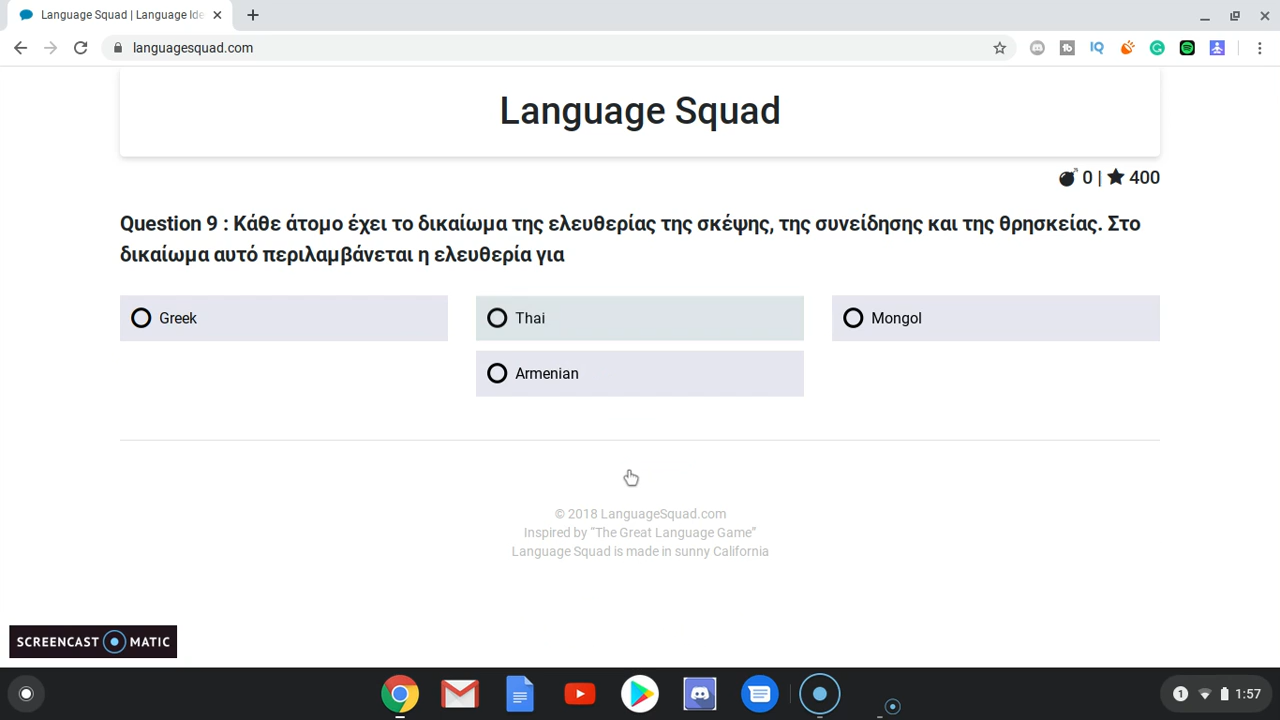 Language Squad | Language Ide
languagesquad.com
Language Squad
0 | ★ 400
Question 9 : Κάθε άτομο έχει το δικαίωμα της ελευθερίας της σκέψης, της συνείδησης και της θρησκείας. Στο
δικαίωμα αυτό περιλαμβάνεται η ελευθερία για
Greek
Thai
Mongol
Armenian
© 2018 LanguageSquad.com
Inspired by "The Great Language Game"
Language Squad is made in sunny California
SCREENCAST MATIC
1 1:57